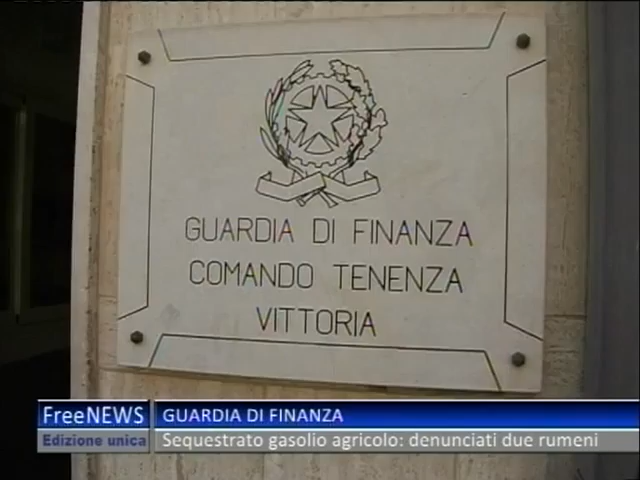 GUARDIA DI FINANZA
COMANDO TENENZA
VITTORIA
FreeNEWS
GUARDIA DI FINANZA
Edizione unica
Sequestrato gasolio agricolo: denunciati due rumeni